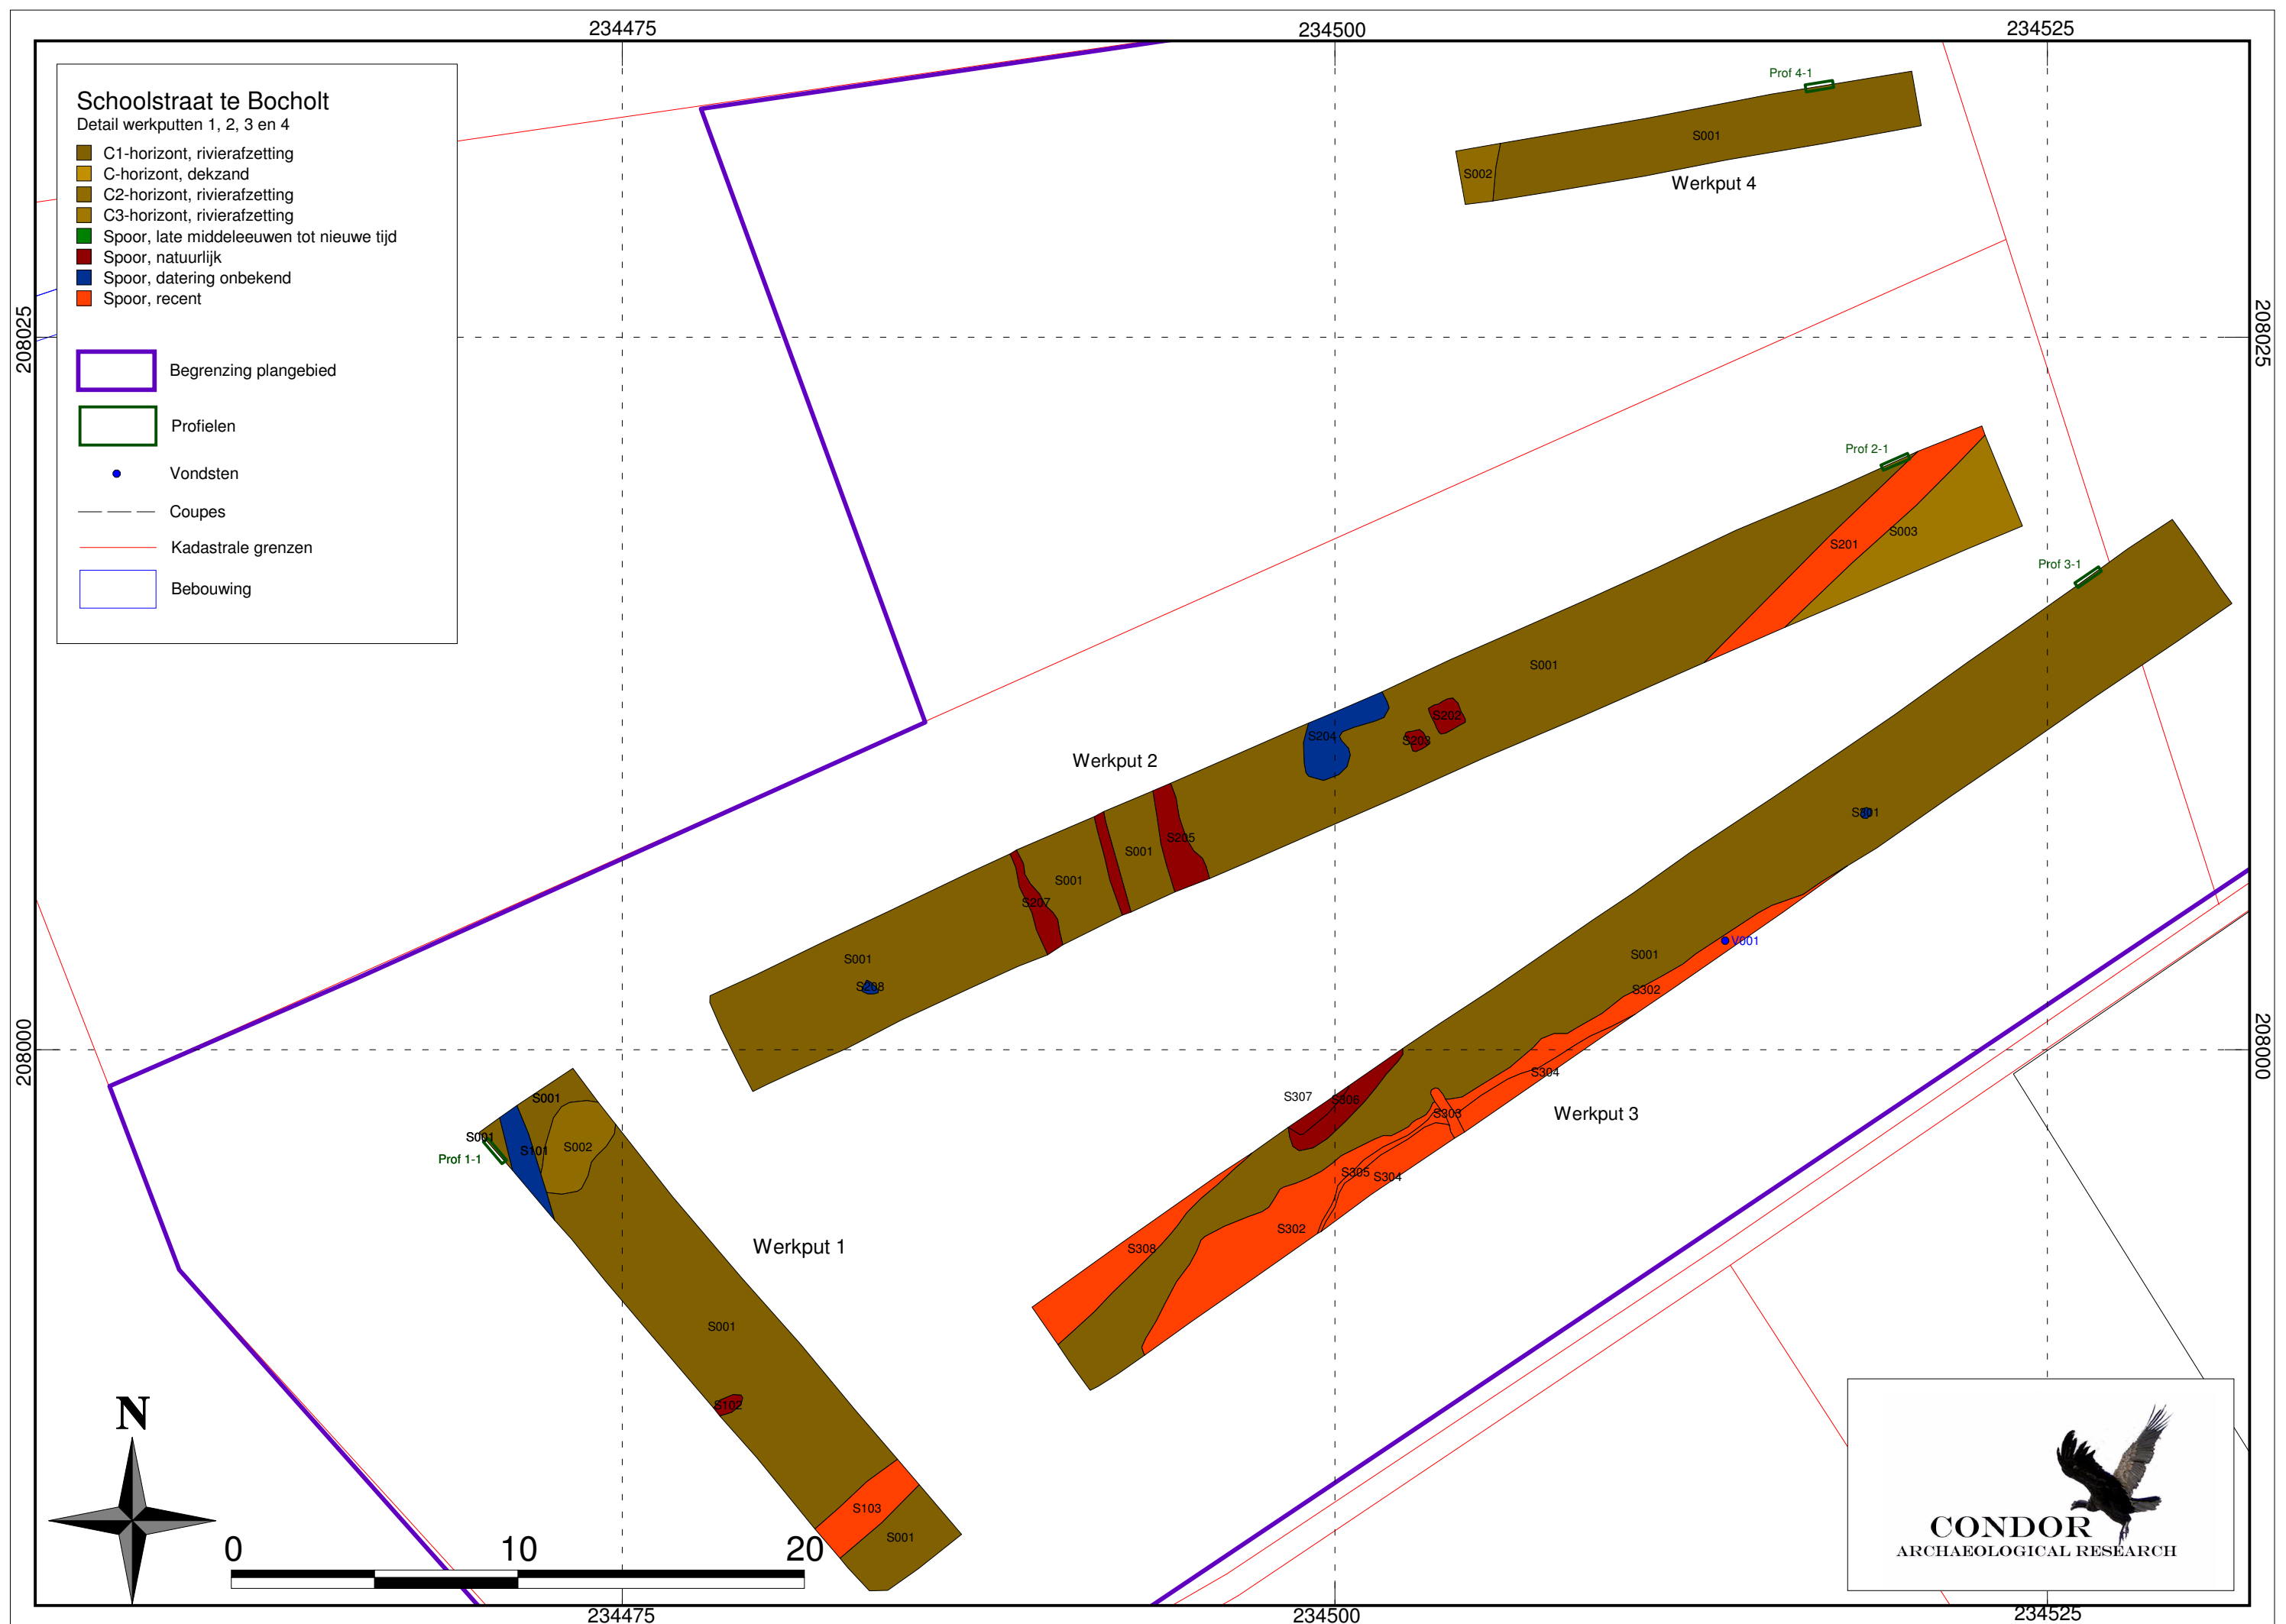 234475
234500
234525
Schoolstraat te Bocholt
Detail werkputten 1, 2, 3 en 4
C1-horizont, rivierafzetting
C-horizont, dekzand
C2-horizont, rivierafzetting
C3-horizont, rivierafzetting
Spoor, late middeleeuwen tot nieuwe tijd
Spoor, natuurlijk
Spoor, datering onbekend
Spoor, recent
Begrenzing plangebied
Profielen
Vondsten
Coupes
Kadastrale grenzen
Bebouwing
208025
208025
Prof 4-1
S001
S002
Werkput 4
Prof 2-1
S201
S003
Prof 3-1
S001
S202
S203
S204
Werkput 2
S205
S001
S001
S207
S001
S208
S301
S001
V001
S302
208000
208000
S304
S303
Werkput 3
S307
S306
S305
S304
S302
S308
S001
S001
S101
S002
Prof 1-1
Werkput 1
S001
S102
S103
S001
N
0
10
20
CONDOR
ARCHAEOLOGICAL RESEARCH
234475
234500
234525